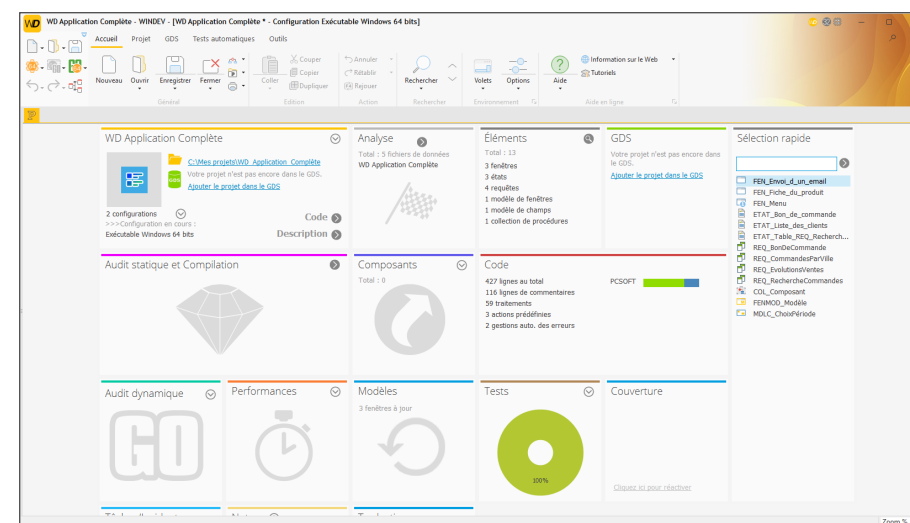 WD Application Complète - WINDEV - [WD Application Complète * - Configuration Exécutable Windows 64 bits]
Accueil Projet GDS Tests automatiques Outils
Nouveau Ouvrir Enregistrer Fermer
Général
Coller
Couper
Copier
Dupliquer
Edition
Annuler
Rétablir
Rejouer
Action
Rechercher
Rechercher
Volets Options
Environnement
Aide
Information sur le Web
Tutoriels
Aide en ligne
WD Application Complète
C:\Mes projets\WD Application Complète
Votre projet n'est pas encore dans le GDS.
Ajouter le projet dans le GDS
2 configurations
>>>Configuration en cours :
Exécutable Windows 64 bits
Code
Description
Analyse
Total : 5 fichiers de données
WD Application Complète
Éléments
Total : 13
3 fenêtres
3 états
4 requêtes
1 modèle de fenêtres
1 modèle de champs
1 collection de procédures
GDS
Votre projet n'est pas encore dans
le GDS.
Ajouter le projet dans le GDS
Sélection rapide
FEN_Envoi_d_un_email
FEN_Fiche_du_produit
FEN_Menu
ETAT_Bon_de_commande
ETAT_Liste_des_clients
ETAT_Table_REQ_Recherch...
REQ_BonDeCommande
REQ_CommandesParVille
REQ_EvolutionsVentes
REQ_RechercheCommandes
COL_Composant
FENMOD_Modèle
MDLC_ChoixPériode
Audit statique et Compilation
Composants
Total : 0
Code
427 lignes au total
116 lignes de commentaires
59 traitements
3 actions prédéfinies
2 gestions auto. des erreurs
PCSOFT
Audit dynamique
GO
Performances
Modèles
3 fenêtres à jour
Tests
100%
Couverture
Cliquez ici pour réactiver
Zoom %